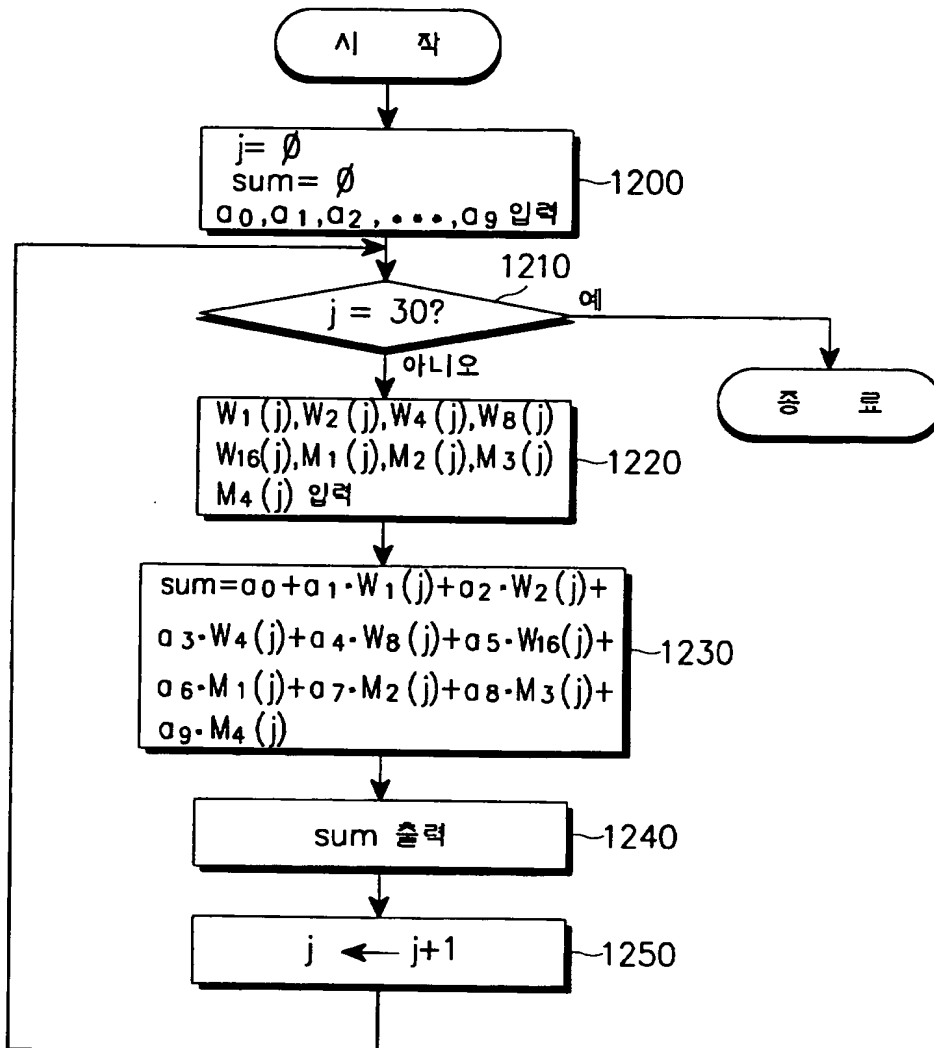 시 작
j= Ø
sum= Ø
a0,a1,a2,•••,a9 입력
1200
1210
j = 30?
예
아니오
종 료
W1(j),W2(j),W4(j),W8(j)
W16(j),M1(j),M2(j),M3(j)
M4(j) 입력
1220
sum=a0+a1·W1(j)+a2·W2(j)+
a3·W4(j)+a4·W8(j)+a5·W16(j)+
a6·M1(j)+a7·M2(j)+a8·M3(j)+
a9·M4(j)
1230
sum 출력
1240
j ← j+1
1250